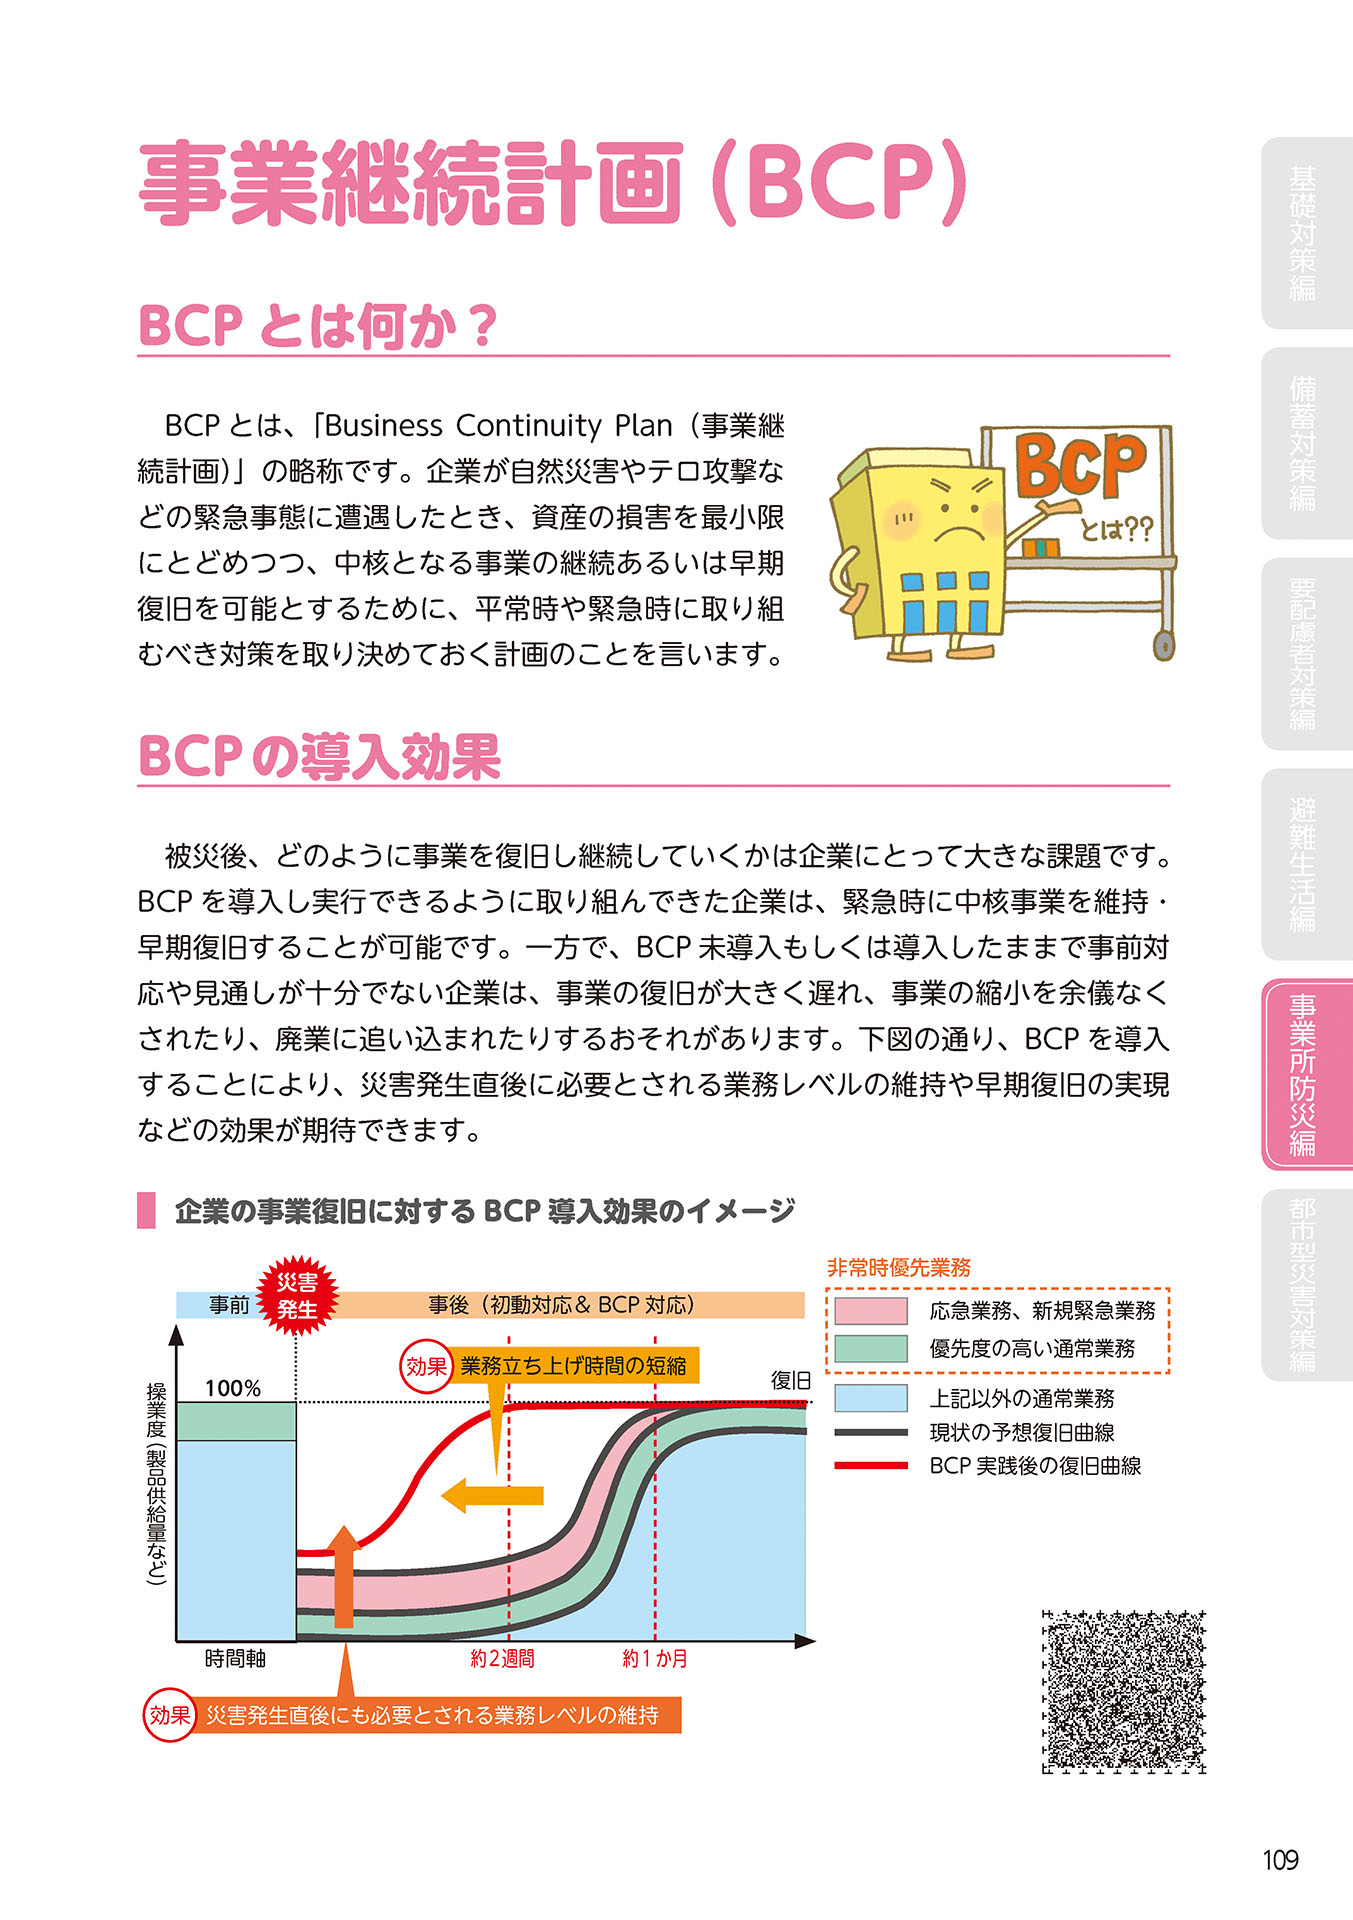 事業継続計画（BCP）
BCP とは何か？
BCP とは、「Business Continuity Plan（事業継
続計画）」の略称です。企業が自然災害やテロ攻撃な
どの緊急事態に遭遇したとき、資産の損害を最小限
にとどめつつ、中核となる事業の継続あるいは早期
復旧を可能とするために、平常時や緊急時に取り組
むべき対策を取り決めておく計画のことを言います。
BCP
とは??
BCPの導入効果
被災後、どのように事業を復旧し継続していくかは企業にとって大きな課題です。
BCP を導入し実行できるように取り組んできた企業は、緊急時に中核事業を維持・
早期復旧することが可能です。一方で、BCP 未導入もしくは導入したままで事前対
応や見通しが十分でない企業は、事業の復旧が大きく遅れ、事業の縮小を余儀なく
されたり、廃業に追い込まれたりするおそれがあります。下図の通り、BCP を導入
することにより、災害発生直後に必要とされる業務レベルの維持や早期復旧の実現
などの効果が期待できます。
企業の事業復旧に対する BCP 導入効果のイメージ
事前
災害
発生
事後（初動対応＆ BCP 対応）
効果
業務立ち上げ時間の短縮
100%
復旧
操業度（製品供給量など）
時間軸
約2週間
約1か月
効果
災害発生直後にも必要とされる業務レベルの維持
非常時優先業務
応急業務、新規緊急業務
優先度の高い通常業務
上記以外の通常業務
現状の予想復旧曲線
BCP 実践後の復旧曲線
基礎対策編
備蓄対策編
要配慮者対策編
避難生活編
事業所防災編
都市型災害対策編
109